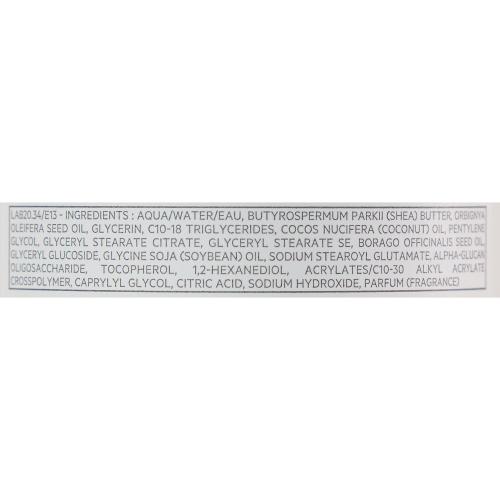 LAB20.34/E13 - INGREDIENTS : AQUA/WATER/EAU, BUTYROSPERMUM PARKII (SHEA) BUTTER, ORBIGNYA
OLEIFERA SEED OIL, GLYCERIN, C10-18 TRIGLYCERIDES, COCOS NUCIFERA (COCONUT) OIL, PENTYLENE
GLYCOL, GLYCERYL STEARATE CITRATE, GLYCERYL STEARATE SE, BORAGO OFFICINALIS SEED OIL,
GLYCERYL GLUCOSIDE, GLYCINE SOJA (SOYBEAN) OIL, SODIUM STEAROYL GLUTAMATE, ALPHA-GLUCAN
OLIGOSACCHARIDE, TOCOPHEROL, 1,2-HEXANEDIOL, ACRYLATES/C10-30 ALKYL ACRYLATE
CROSSPOLYMER, CAPRYLYL GLYCOL, CITRIC ACID, SODIUM HYDROXIDE, PARFUM (FRAGRANCE)